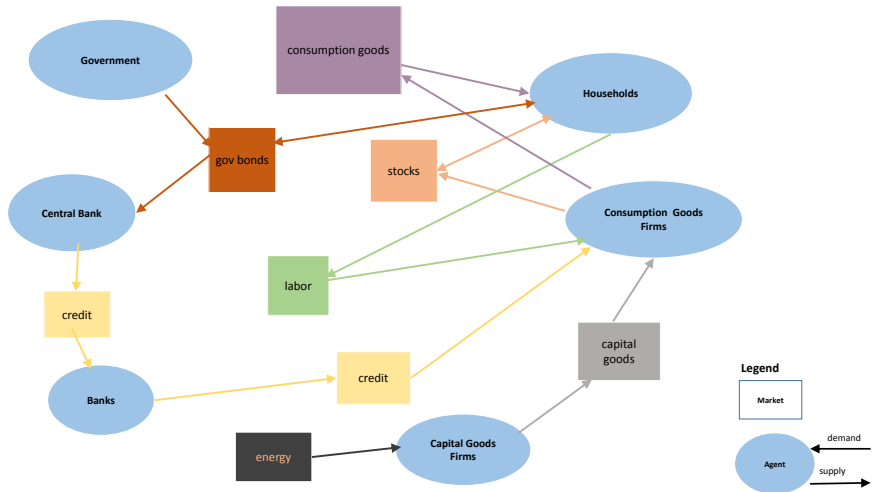 Government
consumption goods
Households
gov bonds
stocks
Central Bank
Consumption Goods
Firms
labor
credit
capital
goods
credit
Banks
energy
Capital Goods
Firms
Legend
Market
Agent
demand
supply